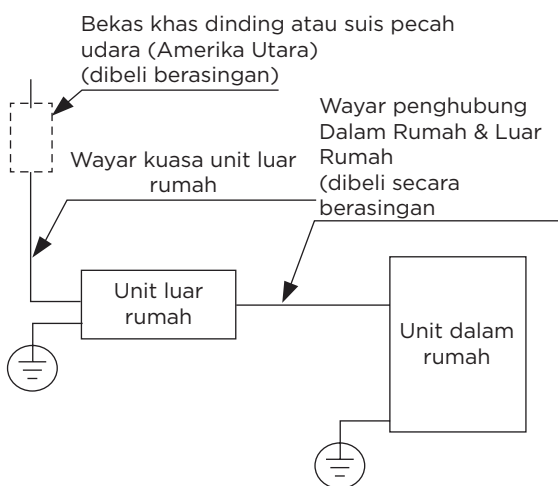 Bekas khas dinding atau suis pecah
udara (Amerika Utara)
(dibeli berasingan)
Wayar penghubung
Dalam Rumah & Luar
Rumah
(dibeli secara
berasingan
Wayar kuasa unit luar
rumah
Unit luar
rumah
Unit dalam
rumah